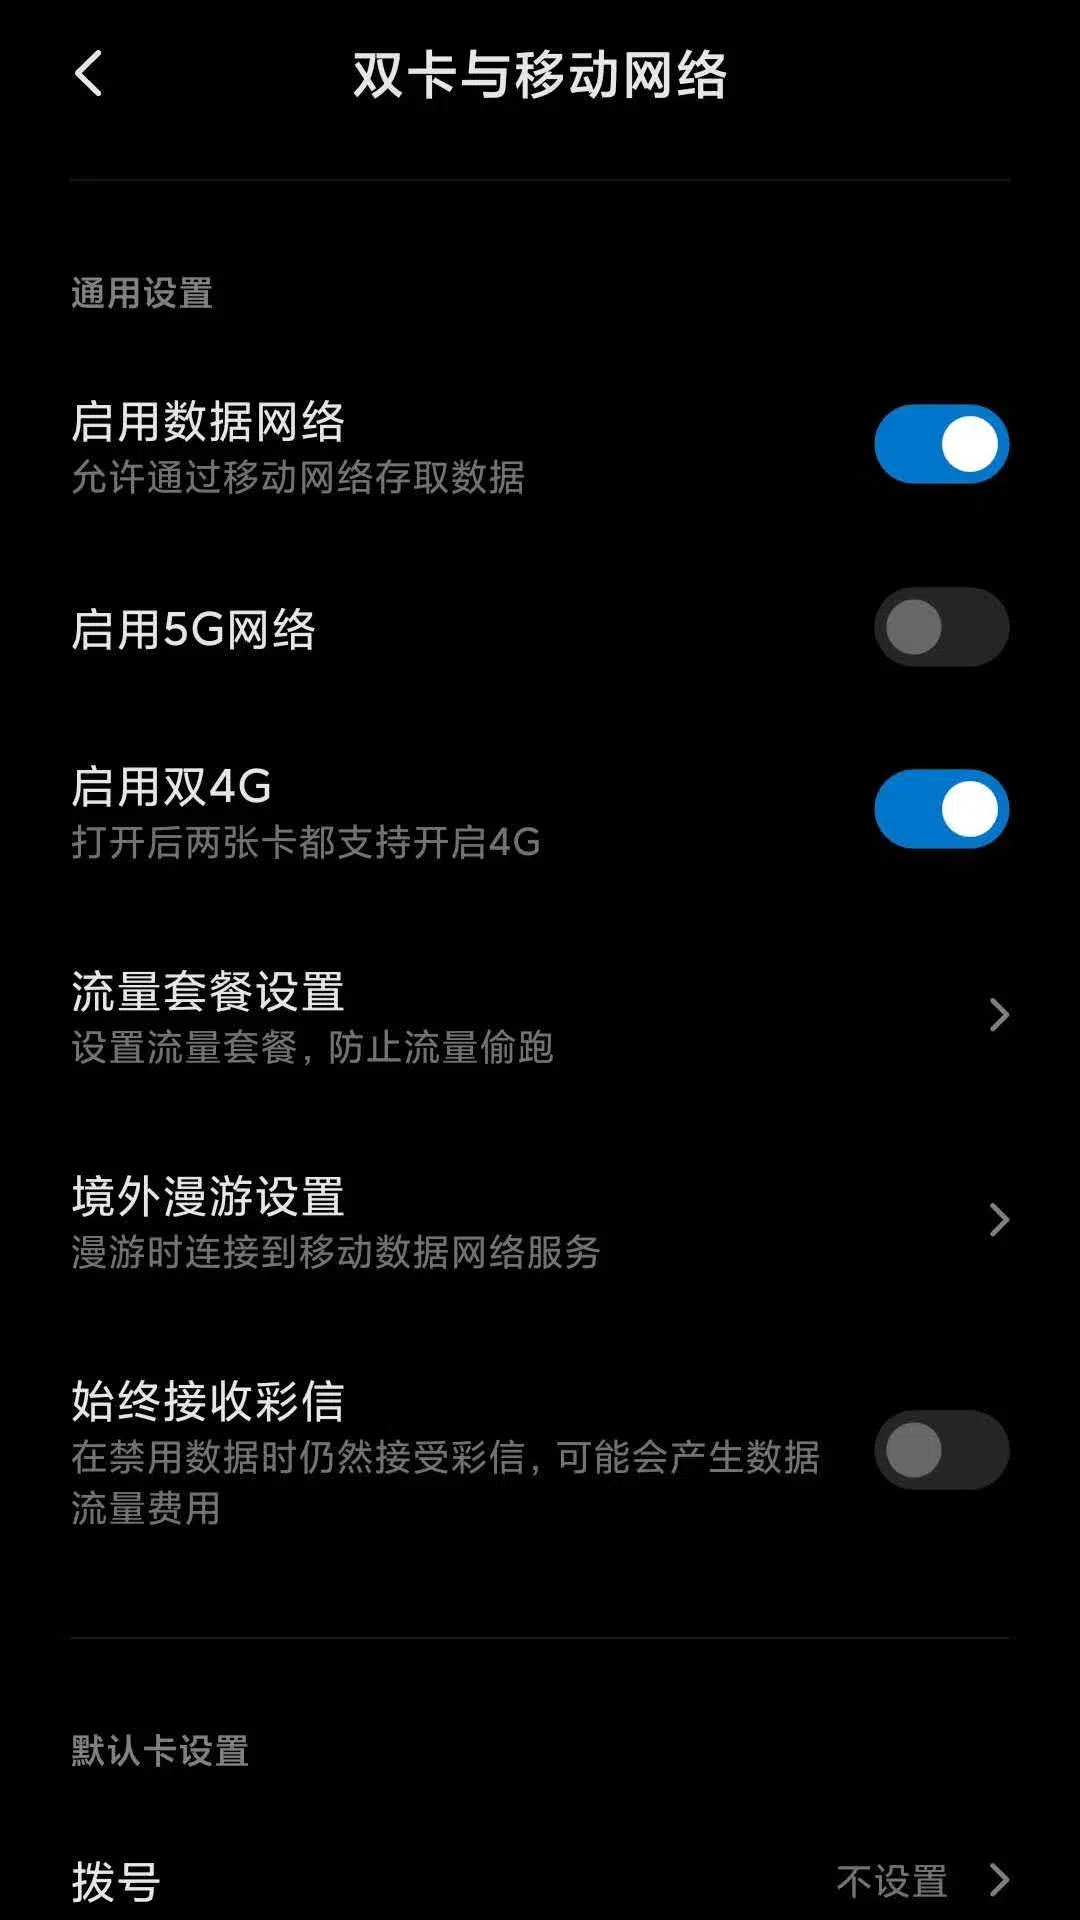 双卡与移动网络
通用设置
启用数据网络
允许通过移动网络存取数据
启用5G网络
启用双4G
打开后两张卡都支持开启4G
流量套餐设置
设置流量套餐，防止流量偷跑
境外漫游设置
漫游时连接到移动数据网络服务
始终接收彩信
在禁用数据时仍然接受彩信，可能会产生数据
流量费用
默认卡设置
拨号 不设置